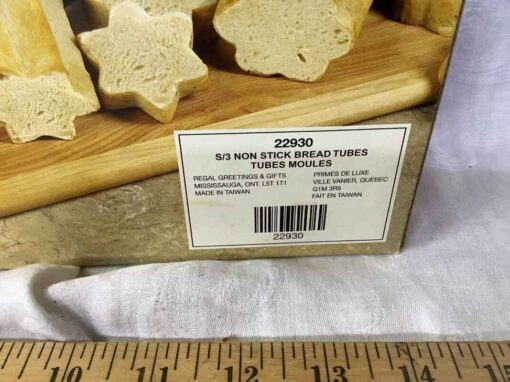 22930
S/3 NON STICK BREAD TUBES
TUBES MOULES
REGAL GREETINGS & GIFTS
MISSISSAUGA, ONT. L5T 1T1
MADE IN TAIWAN
PRIMES DE LUXE
VILLE VANIER, QUEBEC
G1M 3R9
FAIT EN TAIWAN
22930
10 11 12 13 14